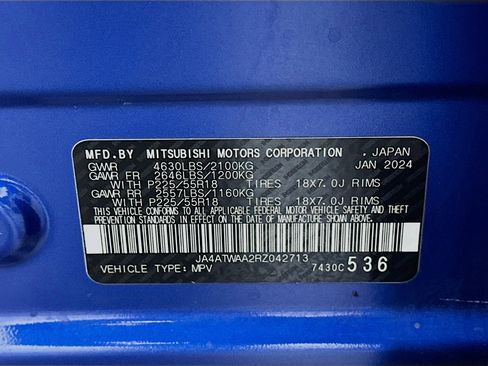 MFD.BY MITSUBISHI MOTORS CORPORATION , JAPAN
GVWR 4630LBS/2100KG JAN 2024
GAWR FR 2646LBS/1200KG
WITH P225/55R18 TIRES 18X7.0J RIMS
GAWR RR 2557LBS/1160KG
WITH P225/55R18 TIRES 18X7.0J RIMS
THIS VEHICLE CONFORMS TO ALL APPLICABLE FEDERAL MOTOR VEHICLE
SAFETY AND THEFT PREVENTION STANDARDS IN EFFECT ON THE DATE OF
MANUFACTURE SHOWN ABOVE.
JA4ATWAA2RZ042713
VEHICLE TYPE: MPV 7430C 536